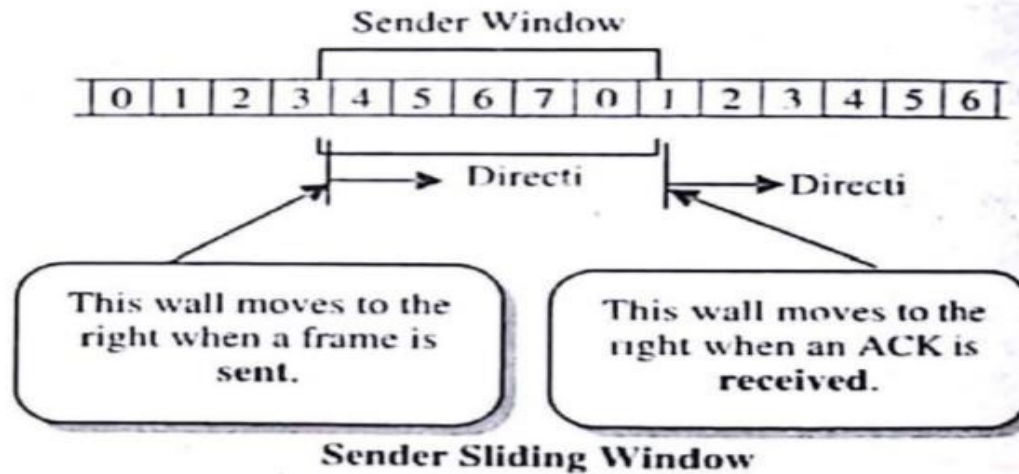 Sender Window
0 1 2 3 4 5 6 7 0 1 2 3 4 5 6
Directi
Directi
This wall moves to the
right when a frame is
sent.
This wall moves to the
right when an ACK is
received.
Sender Sliding Window